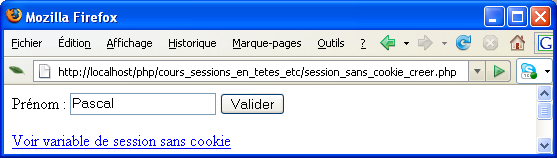 Mozilla Firefox
Fichier Édition Affichage Historique Marque-pages Outils ?
http://localhost/php/cours_sessions_en_tetes_etc/session_sans_cookie_creer.php
Prénom : Pascal Valider
Voir variable de session sans cookie